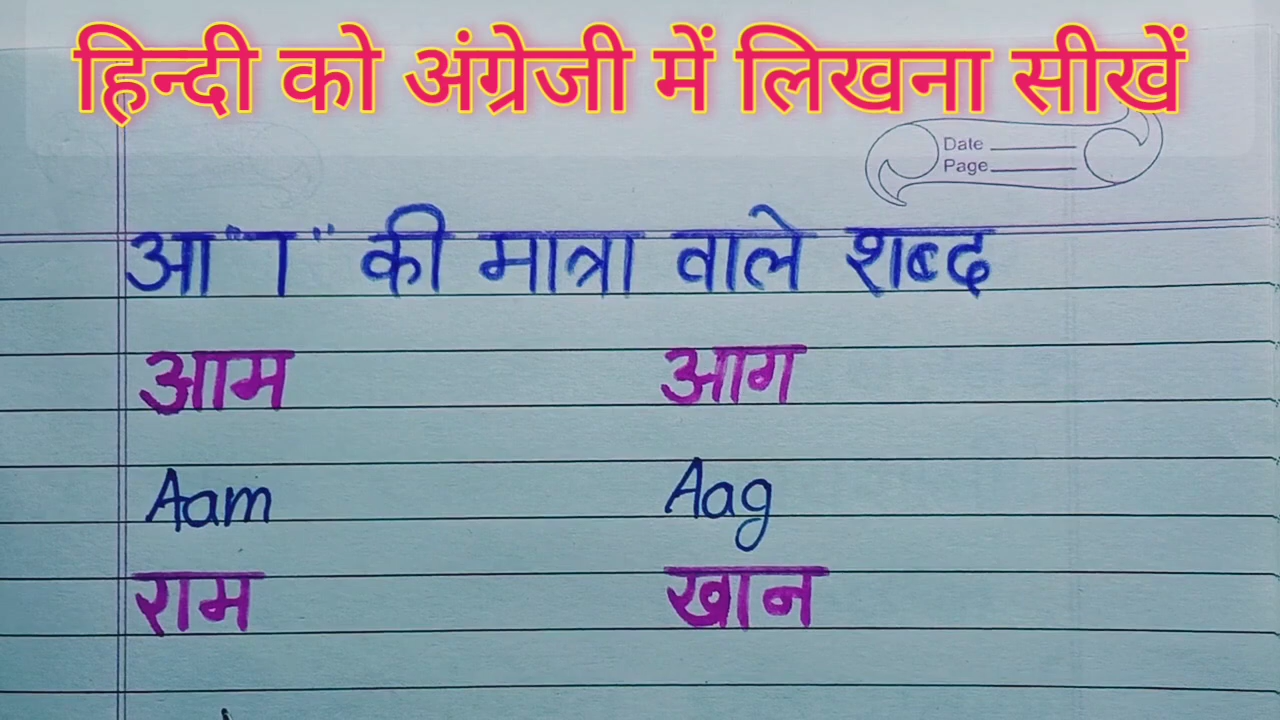 हिन्दी को अंग्रेजी में लिखना सीखें
Date
Page
आ "ा" की मात्रा वाले शब्द
आम आग
Aam Aag
राम खान